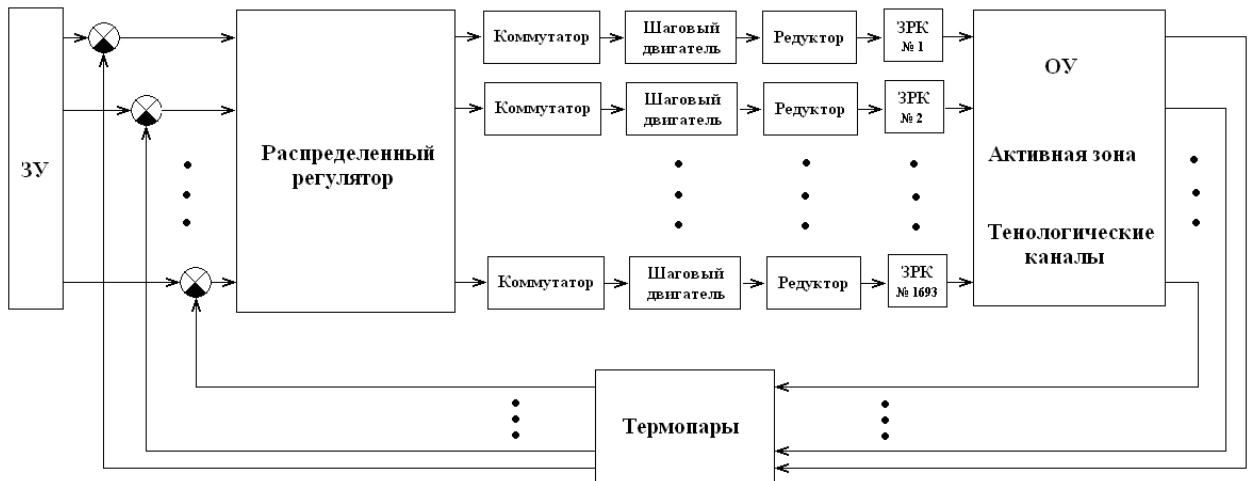 ЗУ
Распределенный
регулятор
Коммутатор
Шаговый
двигатель
Редуктор
ЗРК
№ 1
Коммутатор
Шаговый
двигатель
Редуктор
ЗРК
№ 2
Коммутатор
Шаговый
двигатель
Редуктор
ЗРК
№ 1693
ОУ
Активная зона
Тенологические
каналы
Термопары